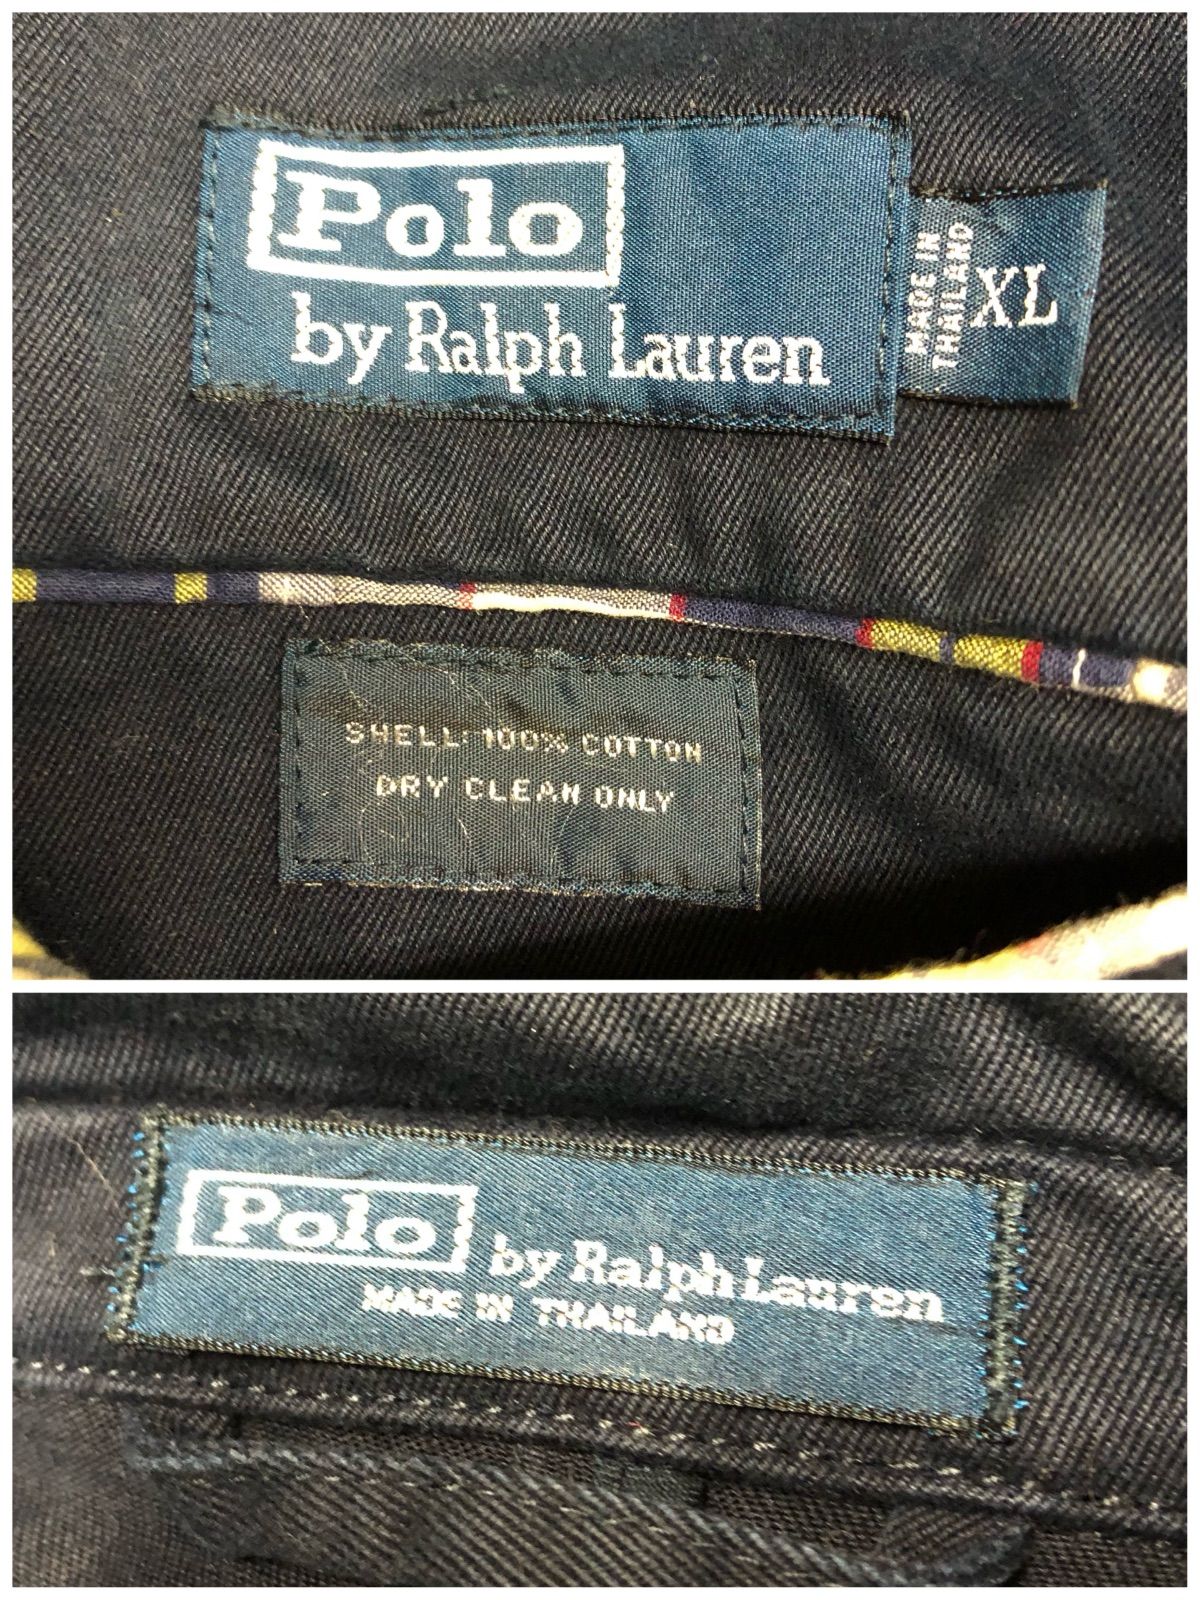 Polo
by Ralph Lauren
MADE IN
THAILAND
XL
SHELL: 100% COTTON
DRY CLEAN ONLY
Polo by Ralph Lauren
MADE IN THAILAND